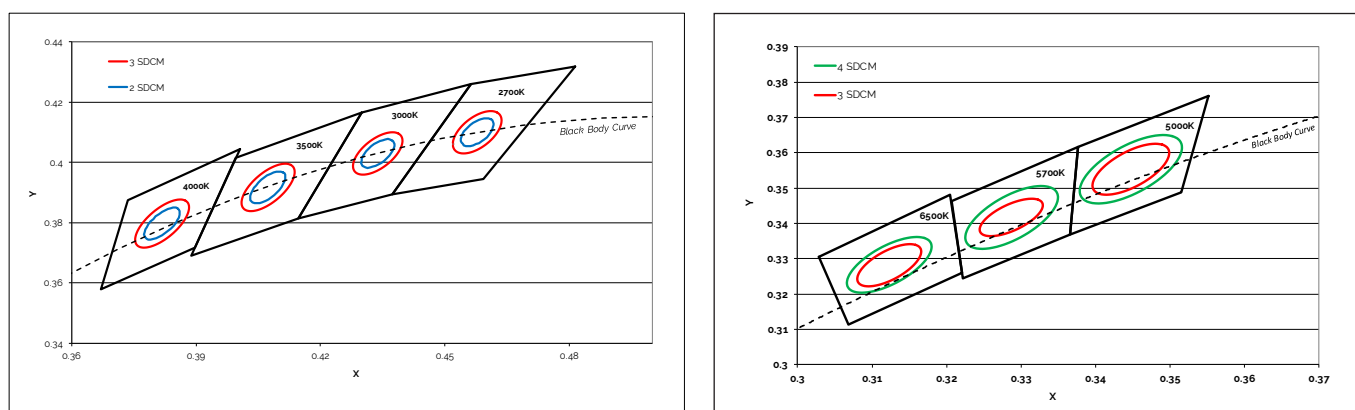 0.44
3 SDCM
2 SDCM
2700K
0.42
3000K
Black Body Curve
3500K
0.4
Y
4000K
0.38
0.36
0.34
0.36
0.39
0.42
0.45
0.48
X
0.39
4 SDCM
0.38
3 SDCM
0.37
5000K
Black Body Curve
0.36
5700K
0.35
Y
6500K
0.34
0.33
0.32
0.31
0.3
0.3
0.31
0.32
0.33
0.34
0.35
0.36
0.37
X